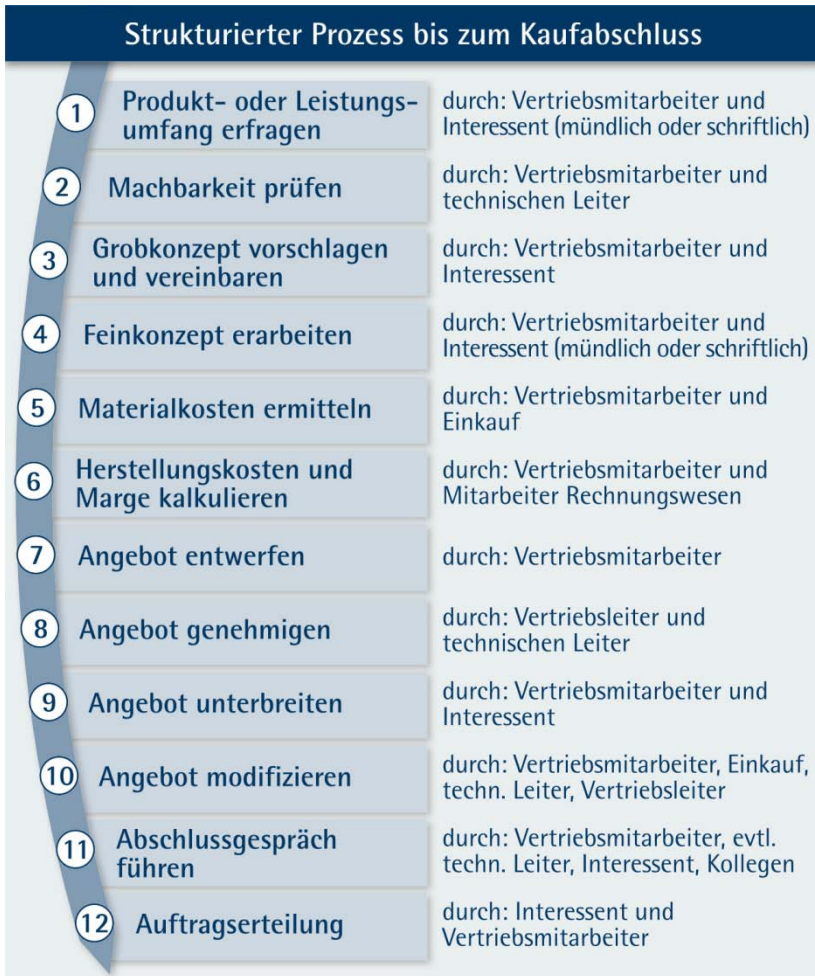 Strukturierter Prozess bis zum Kaufabschluss
1
Produkt- oder Leistungs-
umfang erfragen
durch: Vertriebsmitarbeiter und
Interessent (mündlich oder schriftlich)
2
Machbarkeit prüfen
durch: Vertriebsmitarbeiter und
technischen Leiter
3
Grobkonzept vorschlagen
und vereinbaren
durch: Vertriebsmitarbeiter und
Interessent
4
Feinkonzept erarbeiten
durch: Vertriebsmitarbeiter und
Interessent (mündlich oder schriftlich)
5
Materialkosten ermitteln
durch: Vertriebsmitarbeiter und
Einkauf
6
Herstellungskosten und
Marge kalkulieren
durch: Vertriebsmitarbeiter und
Mitarbeiter Rechnungswesen
7
Angebot entwerfen
durch: Vertriebsmitarbeiter
8
Angebot genehmigen
durch: Vertriebsleiter und
technischen Leiter
9
Angebot unterbreiten
durch: Vertriebsmitarbeiter und
Interessent
10
Angebot modifizieren
durch: Vertriebsmitarbeiter, Einkauf,
techn. Leiter, Vertriebsleiter
11
Abschlussgespräch
führen
durch: Vertriebsmitarbeiter, evtl.
techn. Leiter, Interessent, Kollegen
12
Auftragserteilung
durch: Interessent und
Vertriebsmitarbeiter